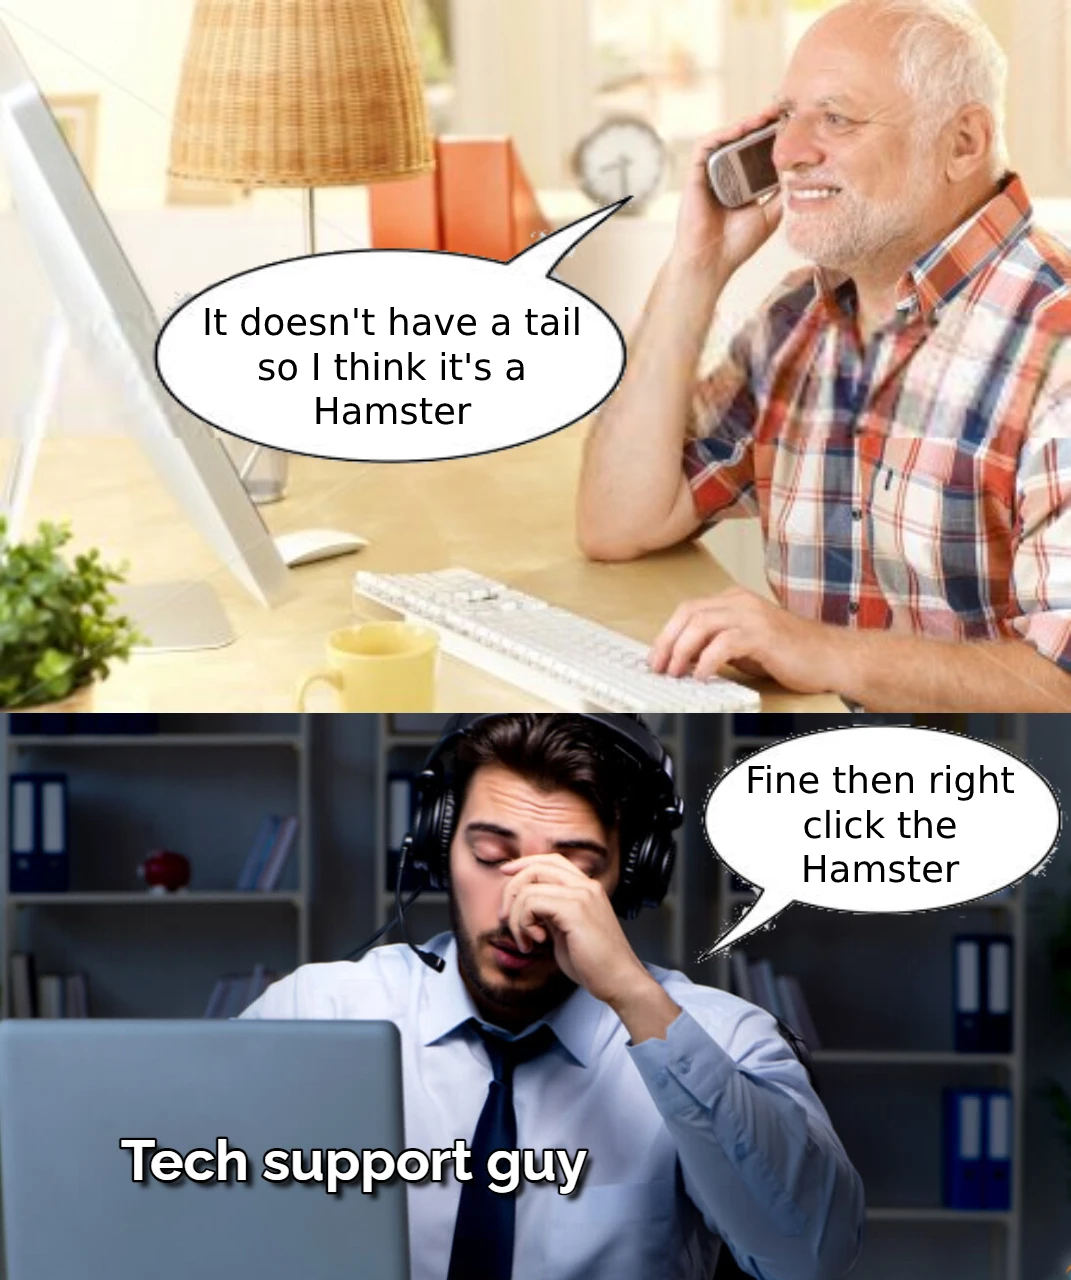 It doesn't have a tail
so I think it's a
Hamster
Fine then right
click the
Hamster
Tech support guy